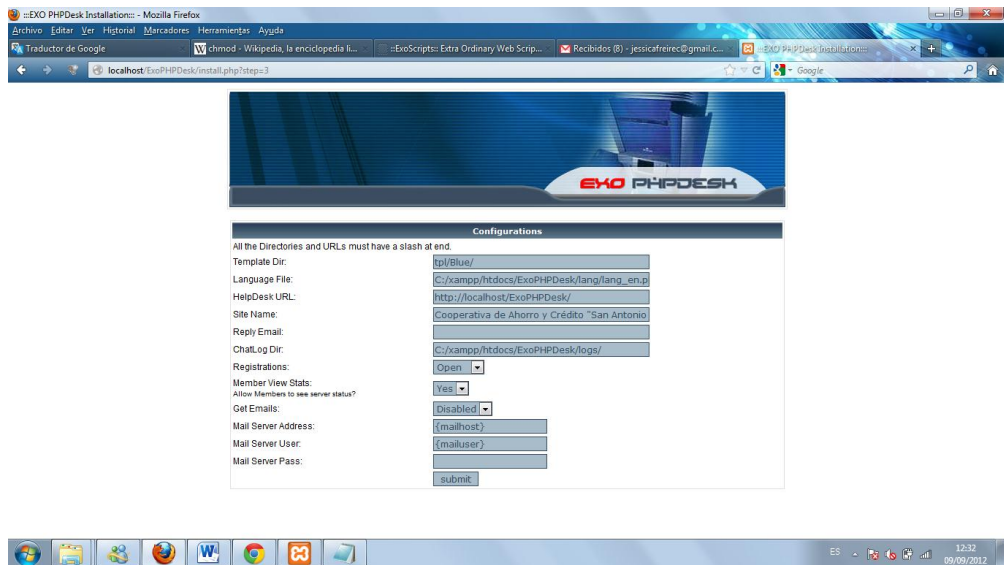 :::EXO PHPDesk Installation::: - Mozilla Firefox
Archivo Editar Ver Historial Marcadores Herramientas Ayuda
Traductor de Google
chmod - Wikipedia, la enciclopedia li...
::ExoScripts:: Extra Ordinary Web Scrip...
Recibidos (8) - jessicafreirec@gmail.c...
:::EXO PHPDesk Installation:::
localhost/ExoPHPDesk/install.php?step=3
Google
EXO PHPDESK
Configurations
All the Directories and URLs must have a slash at end.
Template Dir: tpl/Blue/
Language File: C:/xampp/htdocs/ExoPHPDesk/lang/lang_en.p
HelpDesk URL: http://localhost/ExoPHPDesk/
Site Name: Cooperativa de Ahorro y Crédito "San Antonio
Reply Email:
ChatLog Dir: C:/xampp/htdocs/ExoPHPDesk/logs/
Registrations: Open
Member View Stats: Yes
Allow Members to see server status?
Get Emails: Disabled
Mail Server Address: {mailhost}
Mail Server User: {mailuser}
Mail Server Pass:
submit
ES
12:32
09/09/2012